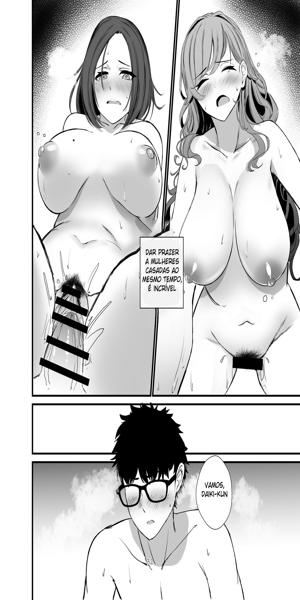 DAR PRAZER
A MULHERES
CASADAS AO
MESMO TEMPO,
É INCRÍVEL
VAMOS,
DAIKI-KUN